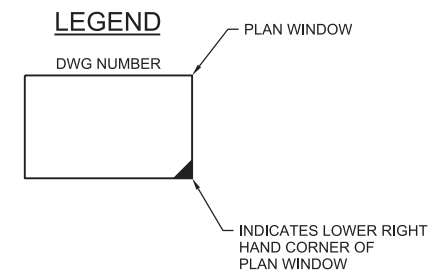 LEGEND
PLAN WINDOW
DWG NUMBER
INDICATES LOWER RIGHT
HAND CORNER OF
PLAN WINDOW